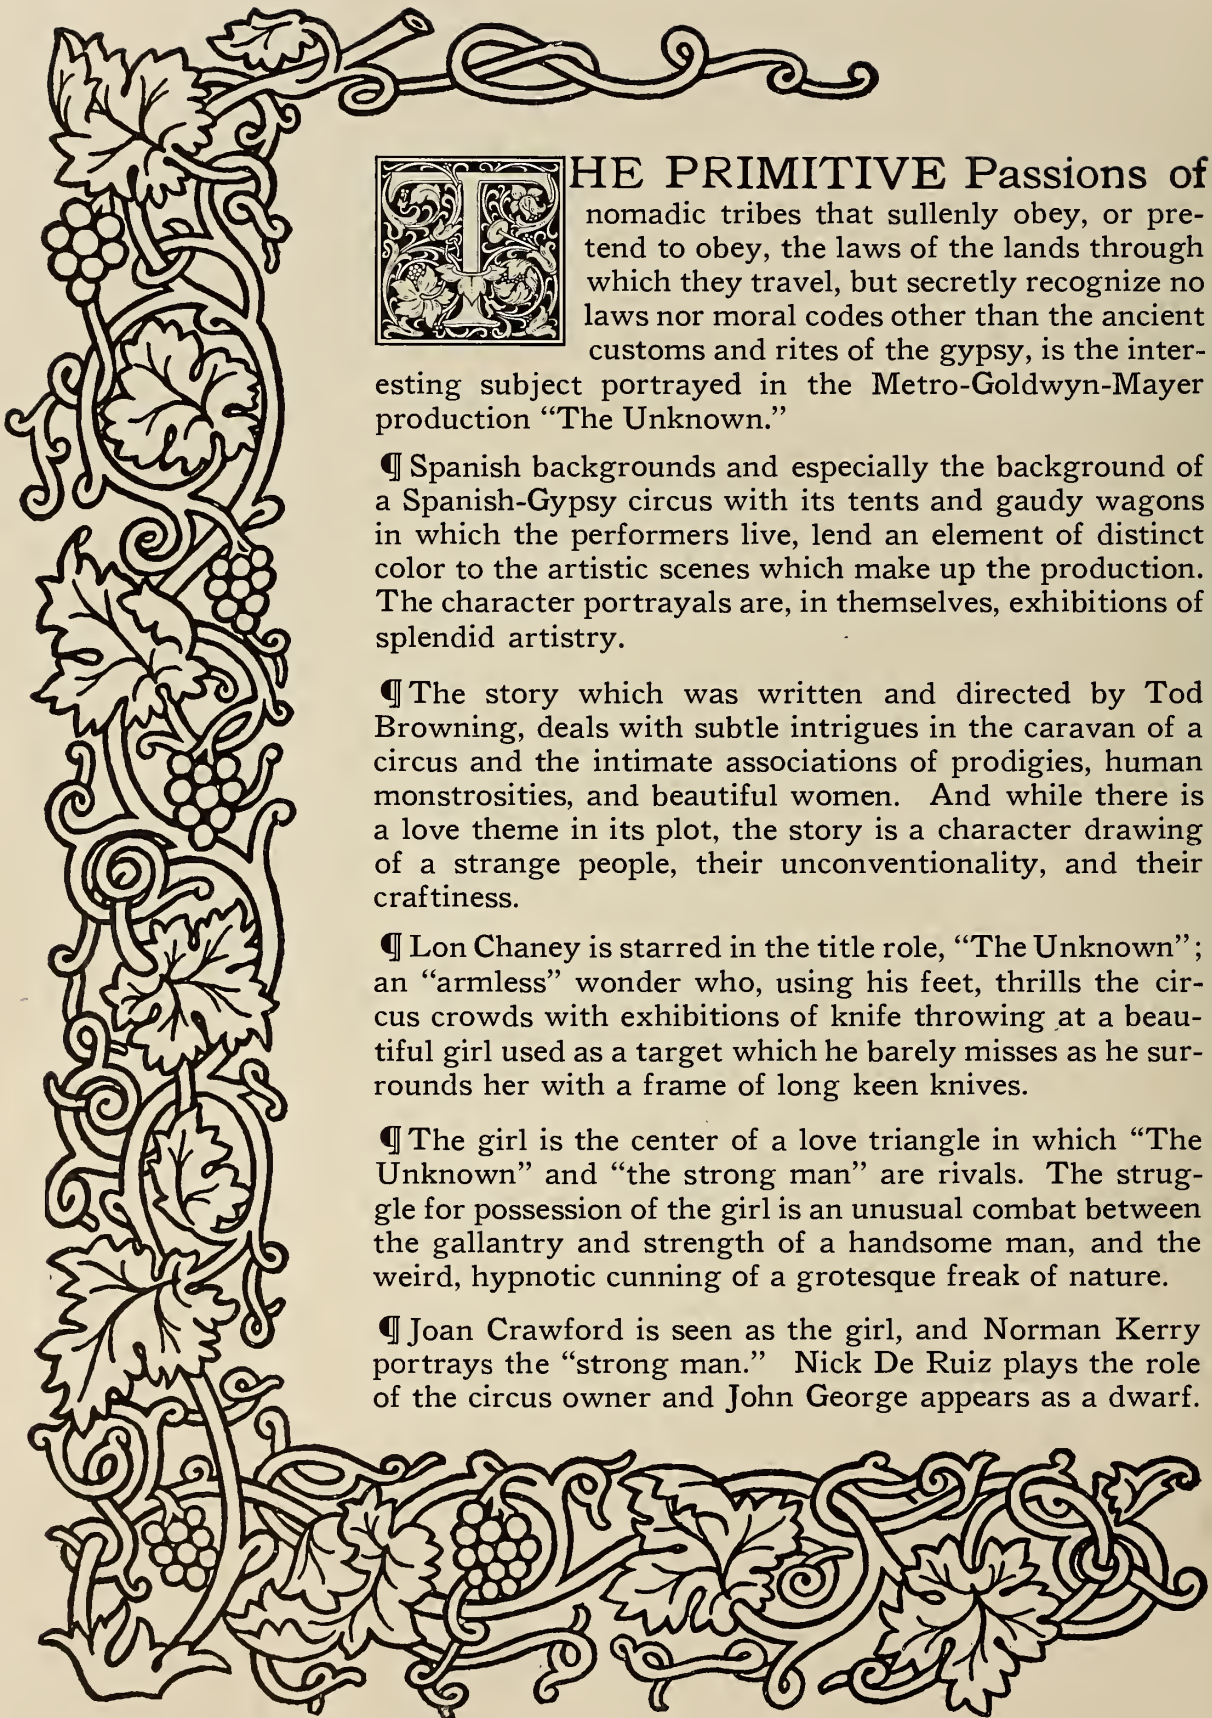 THE PRIMITIVE Passions of
nomadic tribes that sullenly obey, or pre-
tend to obey, the laws of the lands through
which they travel, but secretly recognize no
laws nor moral codes other than the ancient
customs and rites of the gypsy, is the inter-
esting subject portrayed in the Metro-Goldwyn-Mayer
production “The Unknown.”
¶ Spanish backgrounds and especially the background of
a Spanish-Gypsy circus with its tents and gaudy wagons
in which the performers live, lend an element of distinct
color to the artistic scenes which make up the production.
The character portrayals are, in themselves, exhibitions of
splendid artistry.
¶ The story which was written and directed by Tod
Browning, deals with subtle intrigues in the caravan of a
circus and the intimate associations of prodigies, human
monstrosities, and beautiful women. And while there is
a love theme in its plot, the story is a character drawing
of a strange people, their unconventionality, and their
craftiness.
¶ Lon Chaney is starred in the title role, “The Unknown”;
an “armless” wonder who, using his feet, thrills the cir-
cus crowds with exhibitions of knife throwing at a beau-
tiful girl used as a target which he barely misses as he sur-
rounds her with a frame of long keen knives.
¶ The girl is the center of a love triangle in which “The
Unknown” and “the strong man” are rivals. The strug-
gle for possession of the girl is an unusual combat between
the gallantry and strength of a handsome man, and the
weird, hypnotic cunning of a grotesque freak of nature.
¶ Joan Crawford is seen as the girl, and Norman Kerry
portrays the “strong man.” Nick De Ruiz plays the role
of the circus owner and John George appears as a dwarf.